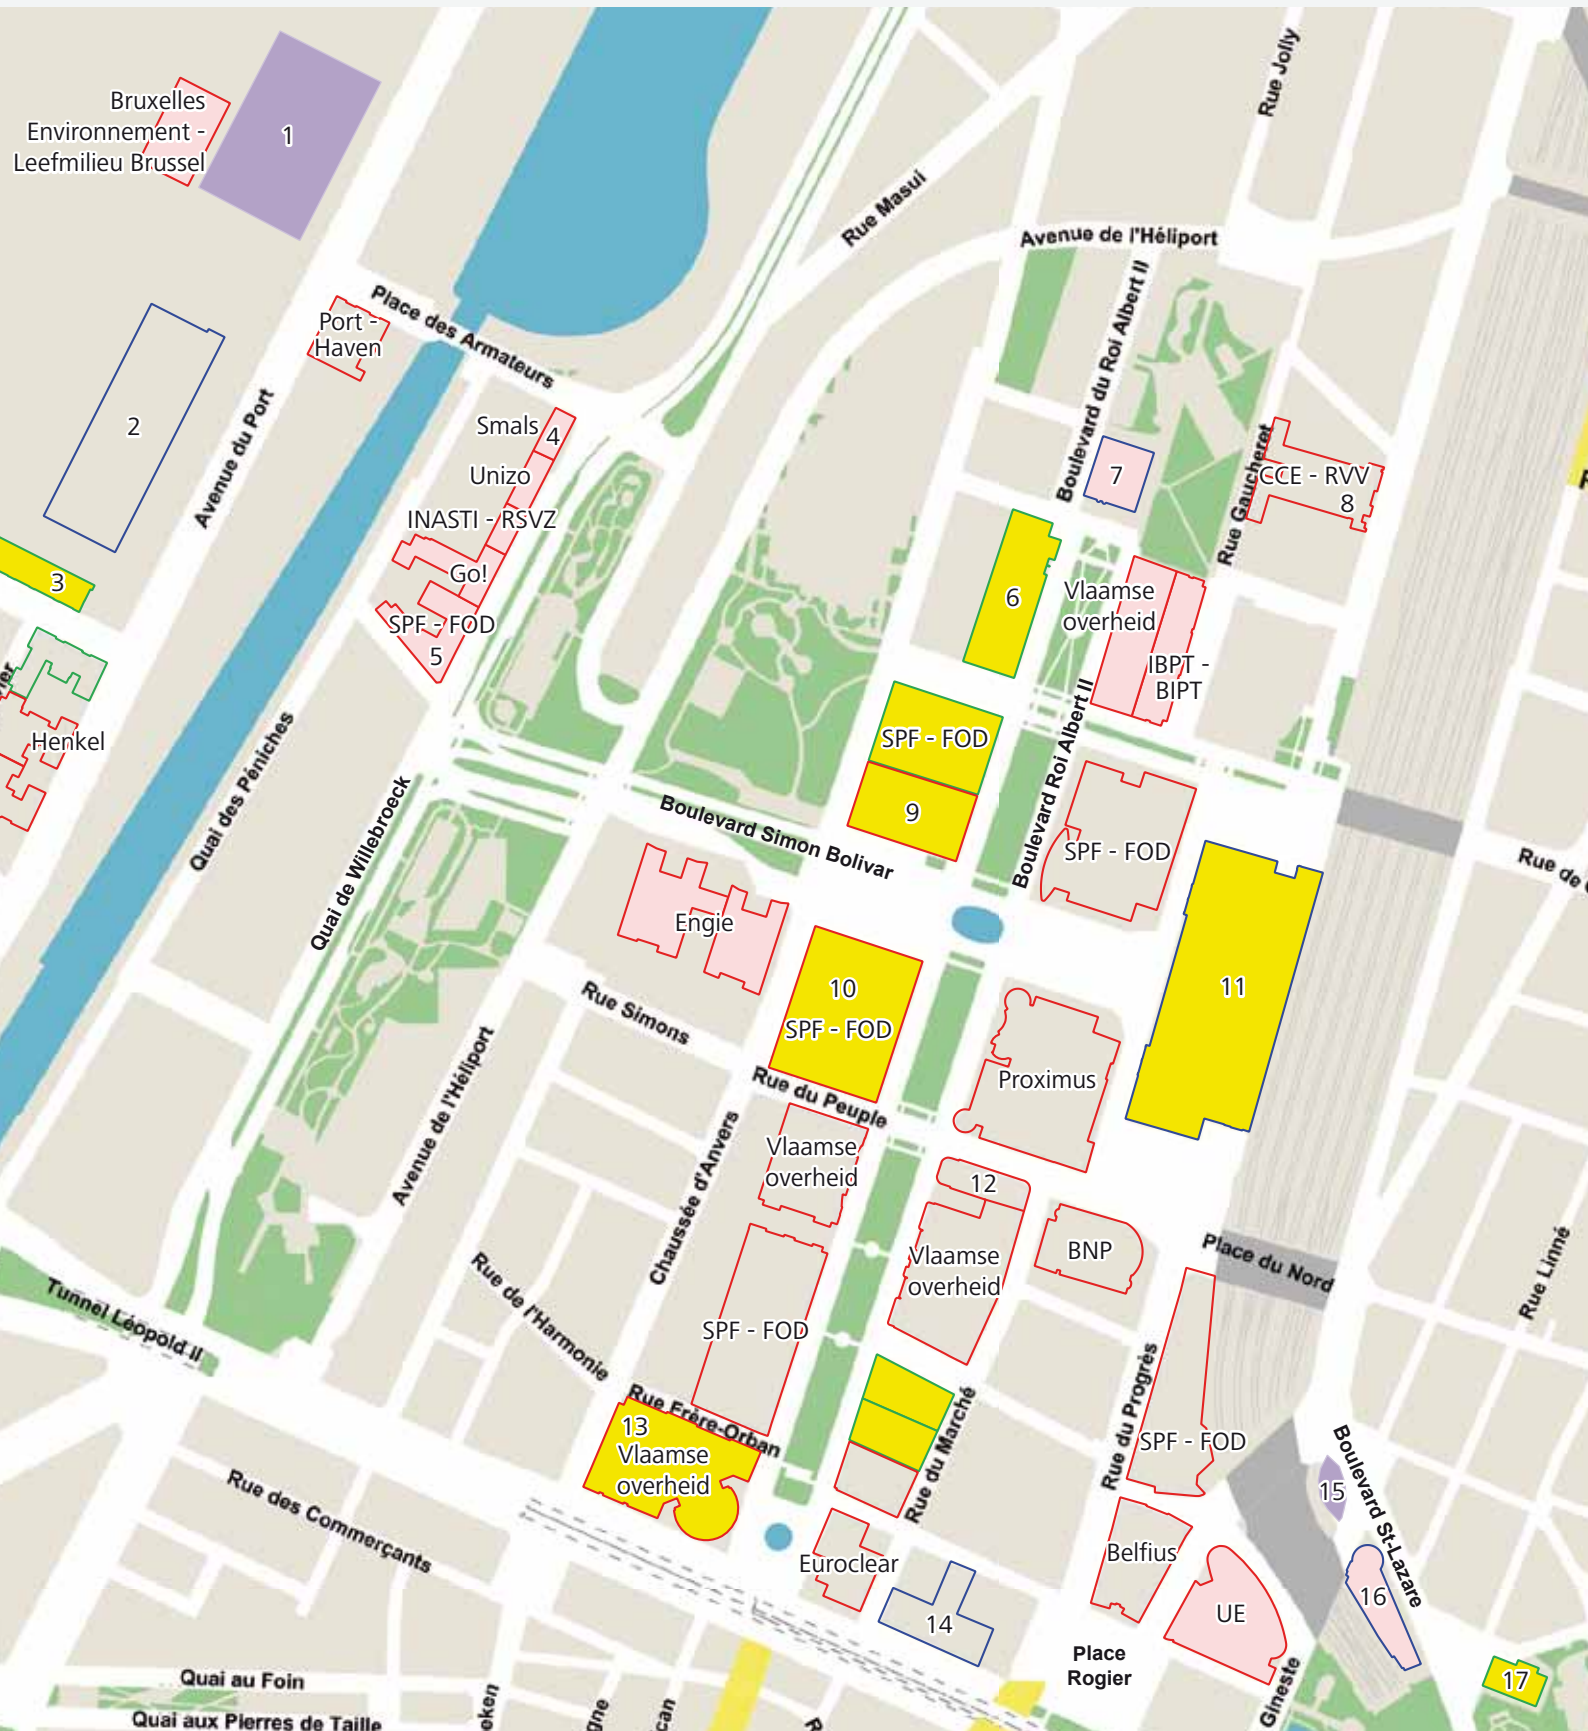 Bruxelles
Environnement -
Leefmilieu Brussel
1
Rue Jolly
Rue Masui
Avenue de l'Héliport
Place des Armateurs
Port -
Haven
2
Avenue du Port
Smals
4
Unizo
INASTI - RSVZ
Go!
SPF - FOD
5
3
Henkel
Boulevard du Roi Albert II
7
Rue Gaucheret
CCE - RVV
8
6
Vlaamse
overheid
IBPT -
BIPT
SPF - FOD
9
Boulevard Roi Albert II
SPF - FOD
Quai des Péniches
Quai de Willebroeck
Boulevard Simon Bolivar
Engie
10
SPF - FOD
11
Rue de
Rue Simons
Rue du Peuple
Proximus
Avenue de l'Héliport
Chaussée d'Anvers
Vlaamse
overheid
12
Vlaamse
overheid
BNP
Place du Nord
Rue Linné
Tunnel Léopold II
Rue de l'Harmonie
SPF - FOD
Rue Frère-Orban
13
Vlaamse
overheid
Rue du Marché
Rue du Progrès
SPF - FOD
15
Boulevard St-Lazare
Rue des Commerçants
Euroclear
14
Belfius
UE
16
17
Place
Rogier
Gineste
Quai au Foin
Quai aux Pierres de Taille